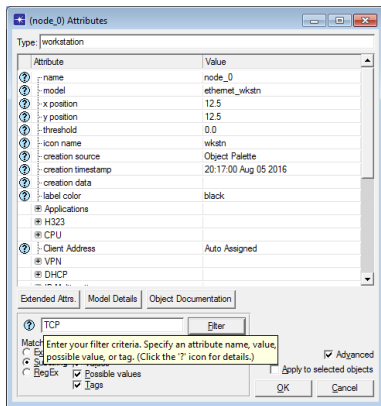 (node_0) Attributes
Type: workstation
Attribute Value
name node_0
model ethernet_wkstn
x position 12.5
y position 12.5
threshold 0.0
icon name wkstn
creation source Object Palette
creation timestamp 20:17:00 Aug 05 2016
creation data
label color black
Applications
H323
CPU
Client Address Auto Assigned
VPN
DHCP
Extended Attrs. Model Details Object Documentation
TCP Filter
Enter your filter criteria. Specify an attribute name, value,
possible value, or tag. (Click the '?' icon for details.)
Advanced
RegEx Possible values Apply to selected objects
Tags
OK Cancel